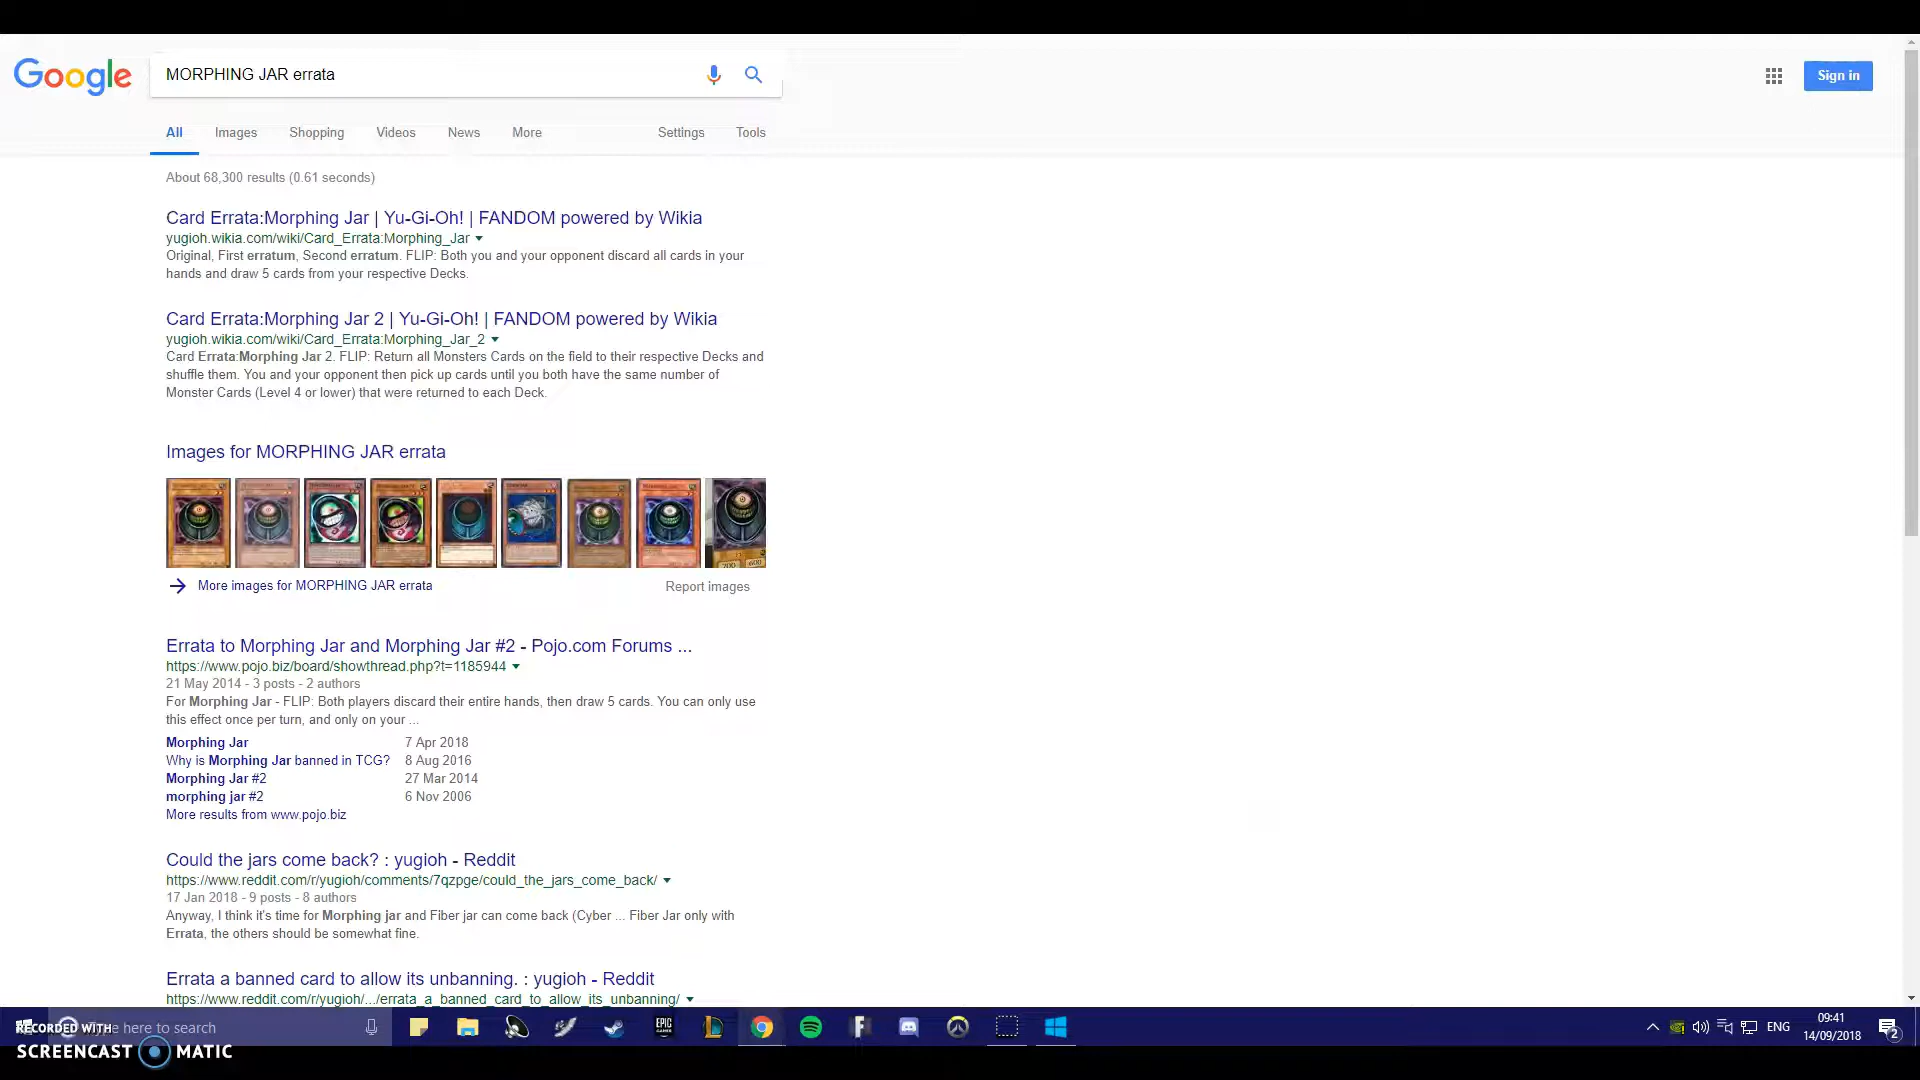 Google
MORPHING JAR errata
Sign in
All Images Shopping Videos News More Settings Tools
About 68,300 results (0.61 seconds)
Card Errata:Morphing Jar | Yu-Gi-Oh! | FANDOM powered by Wikia
yugioh.wikia.com/wiki/Card_Errata:Morphing_Jar
Original, First erratum, Second erratum. FLIP: Both you and your opponent discard all cards in your
hands and draw 5 cards from your respective Decks.
Card Errata:Morphing Jar 2 | Yu-Gi-Oh! | FANDOM powered by Wikia
yugioh.wikia.com/wiki/Card_Errata:Morphing_Jar_2
Card Errata:Morphing Jar 2. FLIP: Return all Monsters Cards on the field to their respective Decks and
shuffle them. You and your opponent then pick up cards until you both have the same number of
Monster Cards (Level 4 or lower) that were returned to each Deck.
Images for MORPHING JAR errata
More images for MORPHING JAR errata Report images
Errata to Morphing Jar and Morphing Jar #2 - Pojo.com Forums ...
https://www.pojo.biz/board/showthread.php?t=1185944
21 May 2014 - 3 posts - 2 authors
For Morphing Jar - FLIP: Both players discard their entire hands, then draw 5 cards. You can only use
this effect once per turn, and only on your ...
Morphing Jar 7 Apr 2018
Why is Morphing Jar banned in TCG? 8 Aug 2016
Morphing Jar #2 27 Mar 2014
morphing jar #2 6 Nov 2006
More results from www.pojo.biz
Could the jars come back? : yugioh - Reddit
https://www.reddit.com/r/yugioh/comments/7qzpge/could_the_jars_come_back/
17 Jan 2018 - 9 posts - 8 authors
Anyway, I think it's time for Morphing jar and Fiber jar can come back (Cyber ... Fiber Jar only with
Errata, the others should be somewhat fine.
Errata a banned card to allow its unbanning. : yugioh - Reddit
https://www.reddit.com/r/yugioh/.../errata_a_banned_card_to_allow_its_unbanning/
RECORDED WITH here to search
EPIC GAMES
ENG
09:41
14/09/2018
2
SCREENCAST MATIC